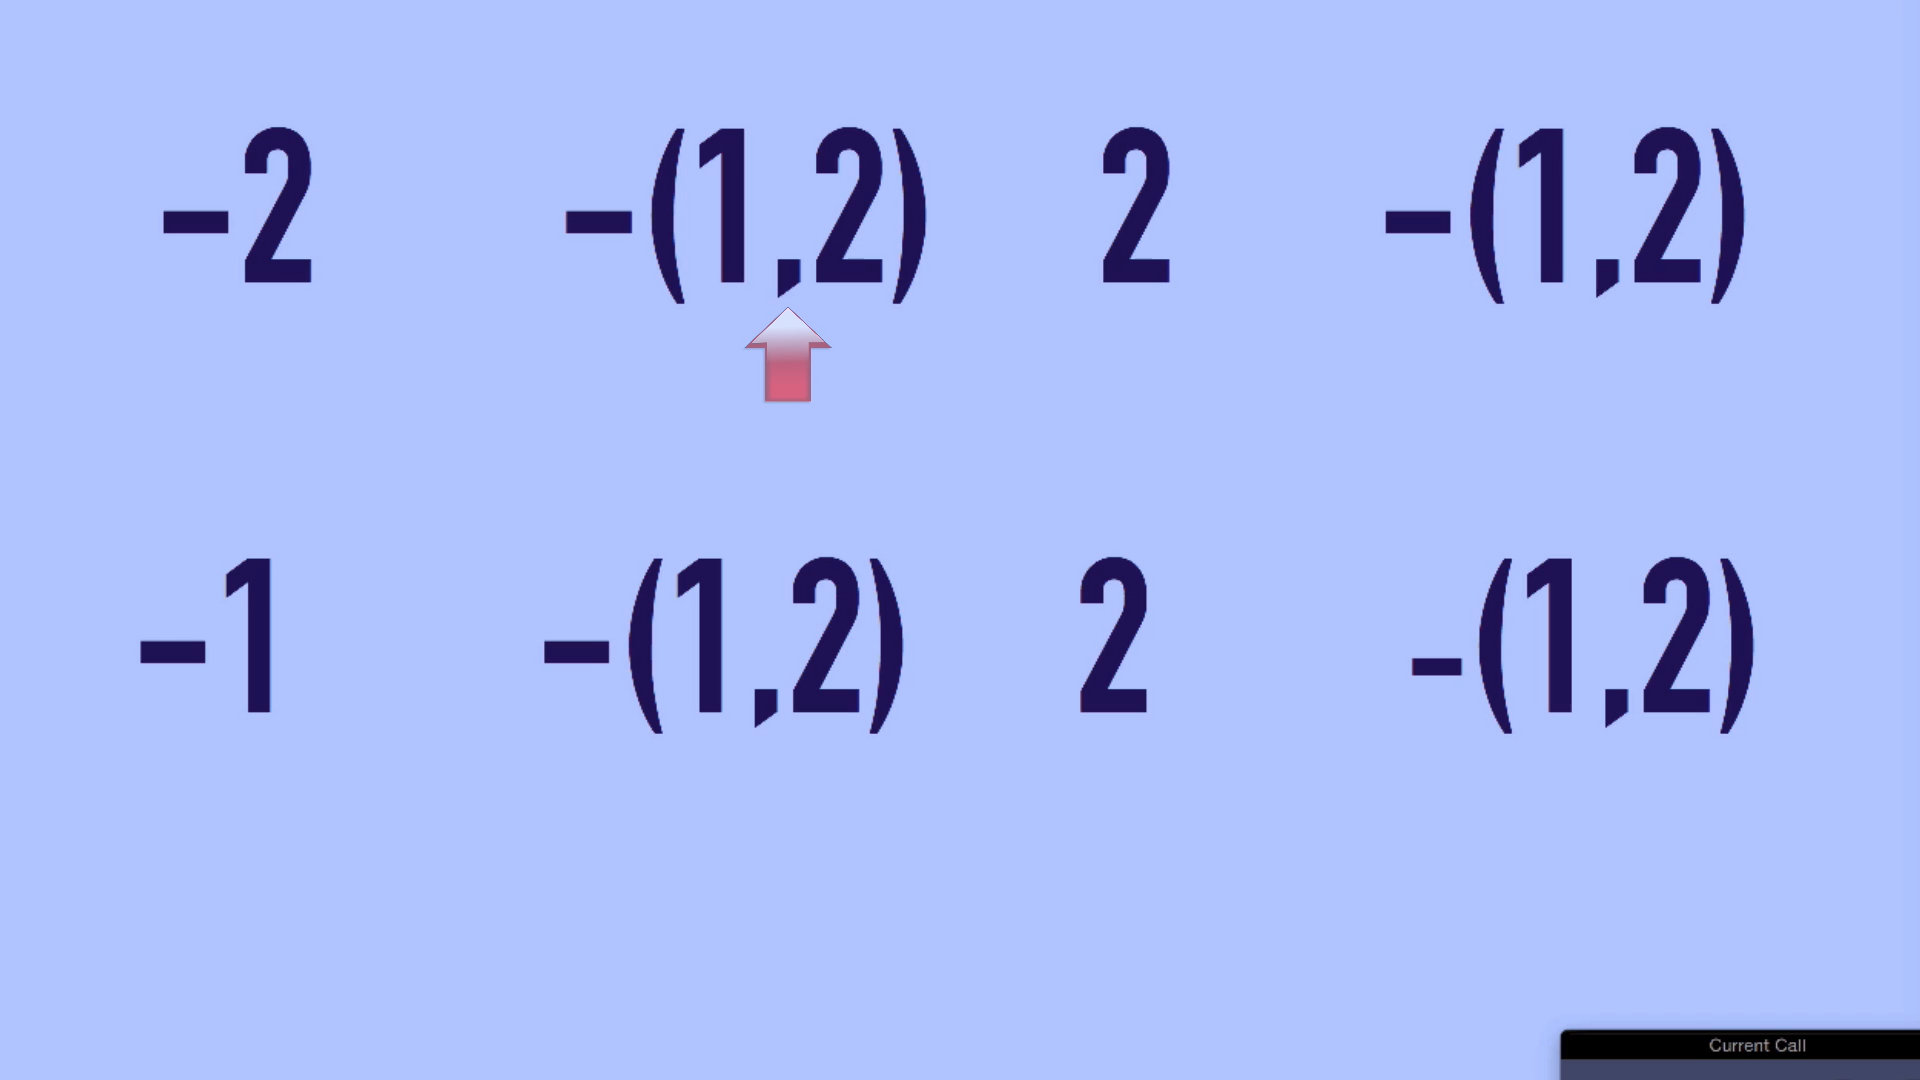 –2 –(1,2) 2 –(1,2)
–1 –(1,2) 2 –(1,2)
Current Call